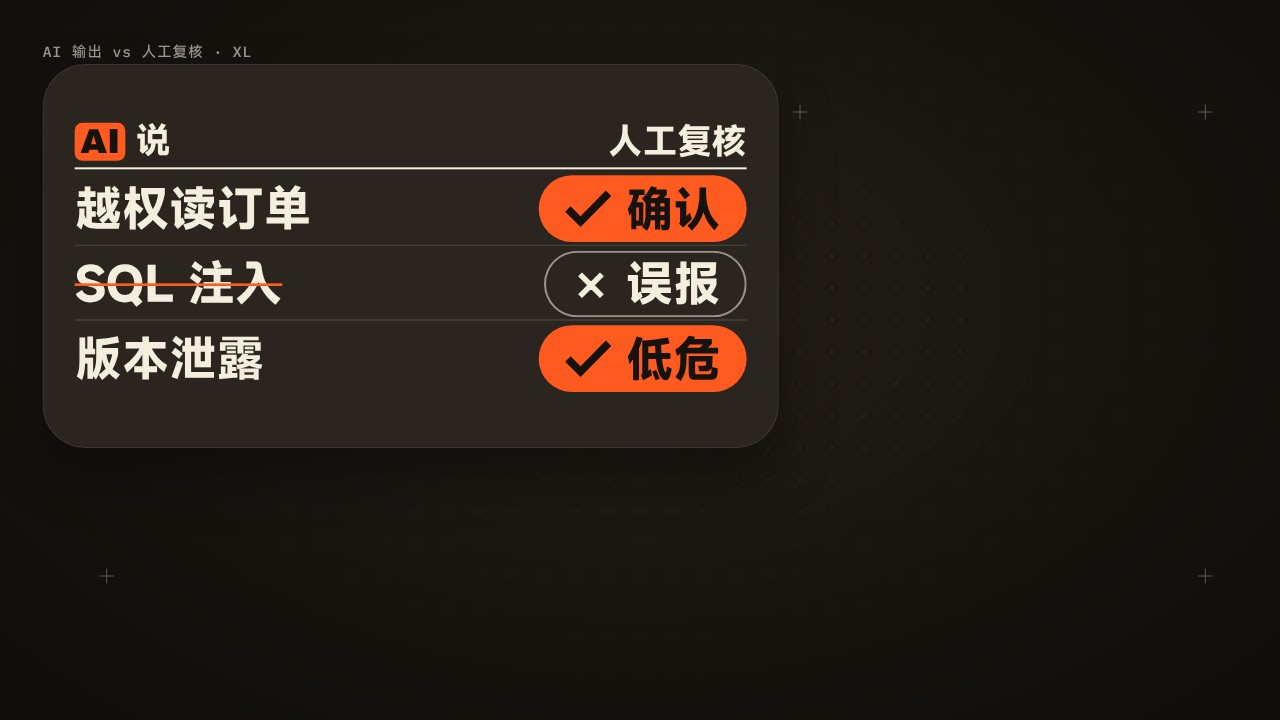 AI 输出 vs 人工复核 · XL
AI 说 人工复核
越权读订单 ✓ 确认
SQL 注入 × 误报
版本泄露 ✓ 低危